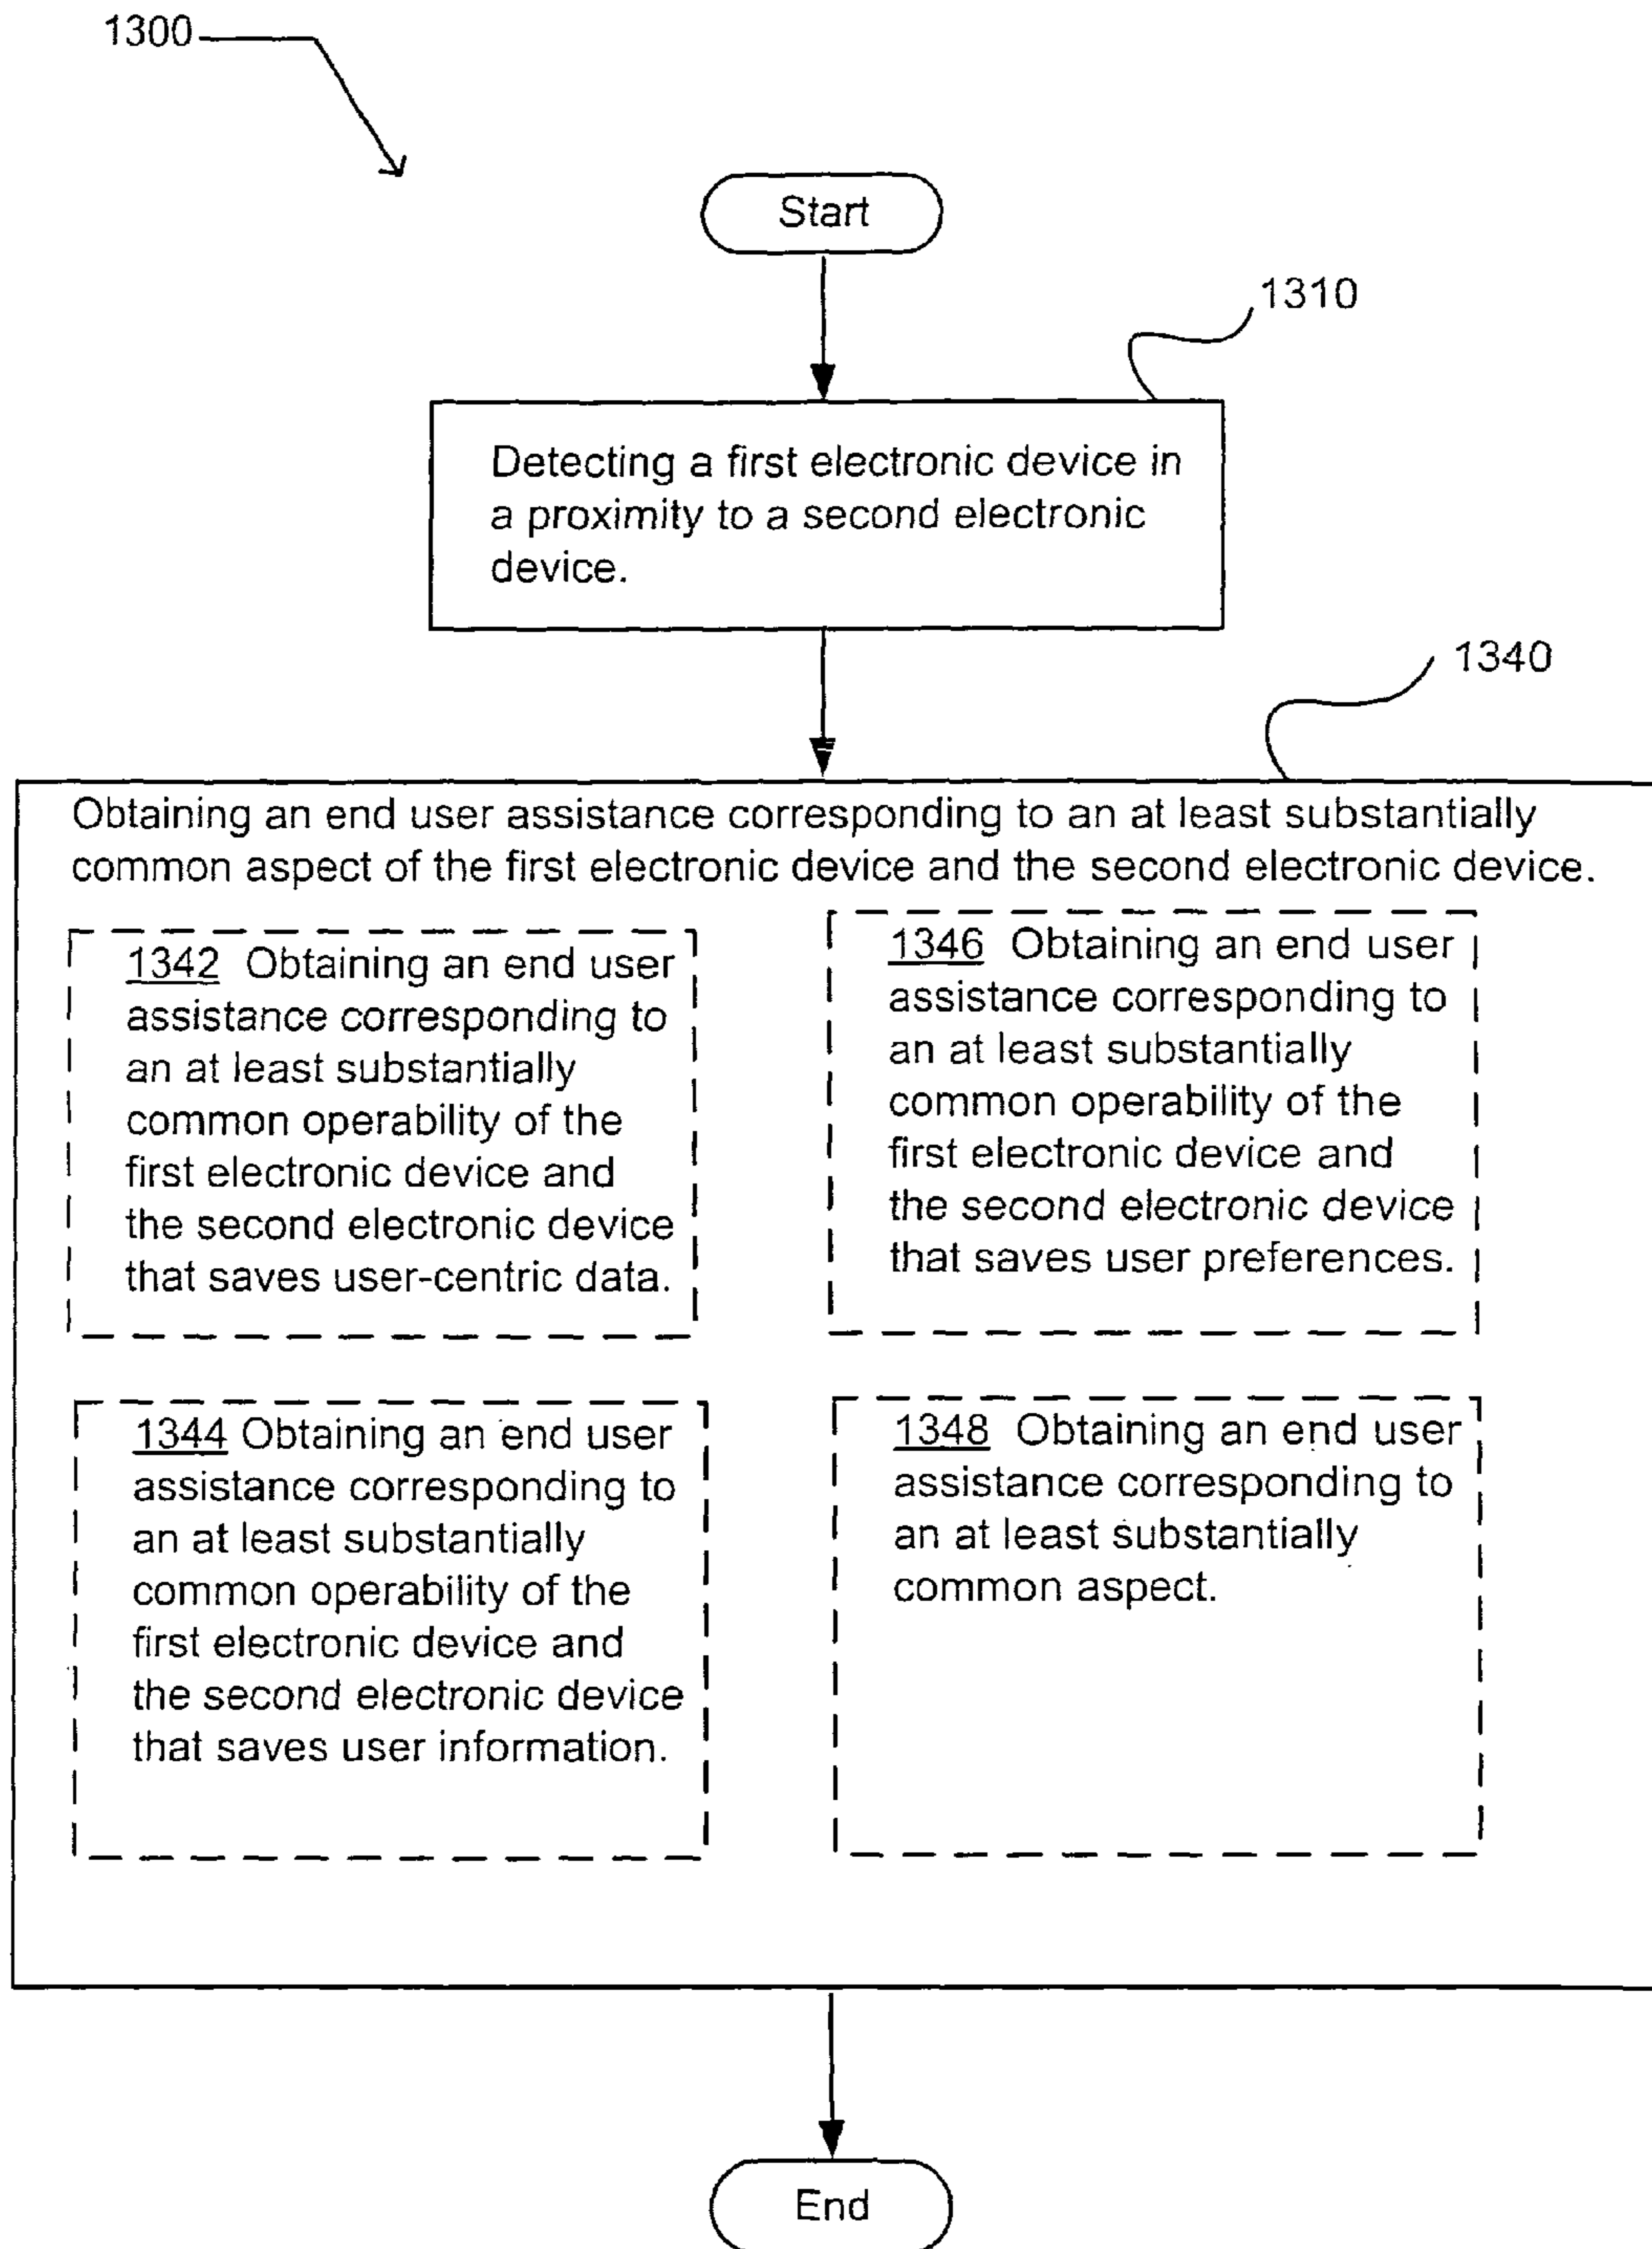 1300
Start
1310
Detecting a first electronic device in
a proximity to a second electronic
device.
1340
Obtaining an end user assistance corresponding to an at least substantially
common aspect of the first electronic device and the second electronic device.
1342 Obtaining an end user
assistance corresponding to
an at least substantially
common operability of the
first electronic device and
the second electronic device
that saves user-centric data.
1346 Obtaining an end user
assistance corresponding to
an at least substantially
common operability of the
first electronic device and
the second electronic device
that saves user preferences.
1344 Obtaining an end user
assistance corresponding to
an at least substantially
common operability of the
first electronic device and
the second electronic device
that saves user information.
1348 Obtaining an end user
assistance corresponding to
an at least substantially
common aspect.
End